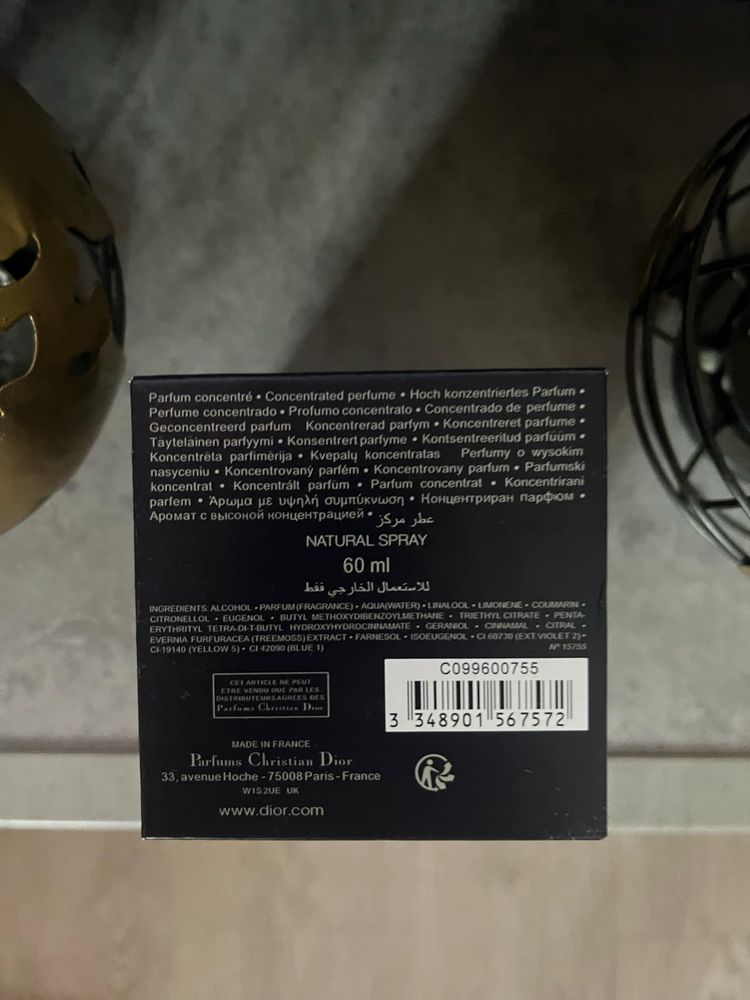 Parfum concentré • Concentrated perfume • Hoch konzentriertes Parfum •
Perfume concentrado • Profumo concentrato • Concentrado de perfume •
Geconcentreerd parfum Koncentrerad parfym • Koncentreret parfume •
Täyteläinen parfyymi • Konsentrert parfyme • Kontsentreeritud parfüüm •
Koncentrēta parfimērija • Kvepalų koncentratas Perfumy o wysokim
nasyceniu • Koncentrovaný parfém • Koncentrovany parfum • Parfumski
koncentrat • Koncentrált parfüm • Parfum concentrat • Koncentrirani
parfem • Άρωμα με υψηλή συμπύκνωση • Концентриран парфюм •
Аромат с высокой концентрацией • عطر مركز
NATURAL SPRAY
60 ml
للاستعمال الخارجي فقط
INGREDIENTS: ALCOHOL • PARFUM (FRAGRANCE) • AQUA (WATER) • LINALOOL • LIMONENE • COUMARIN •
CITRONELLOL • EUGENOL • BUTYL METHOXYDIBENZOYLMETHANE • TRIETHYL CITRATE • PENTA-
ERYTHRITYL TETRA-DI-T-BUTYL HYDROXYHYDROCINNAMATE • GERANIOL • CINNAMAL • CITRAL •
EVERNIA FURFURACEA (TREEMOSS) EXTRACT • FARNESOL • ISOEUGENOL • CI 60730 (EXT. VIOLET 2) •
CI 19140 (YELLOW 5) • CI 42090 (BLUE 1) N° 15755
CET ARTICLE NE PEUT
ETRE VENDU QUE PAR LES
DISTRIBUTEURS AGREES DES
Parfums Christian Dior
C099600755
3 348901 567572
MADE IN FRANCE
Parfums Christian Dior
33, avenue Hoche - 75008 Paris - France
W1S 2UE UK
www.dior.com